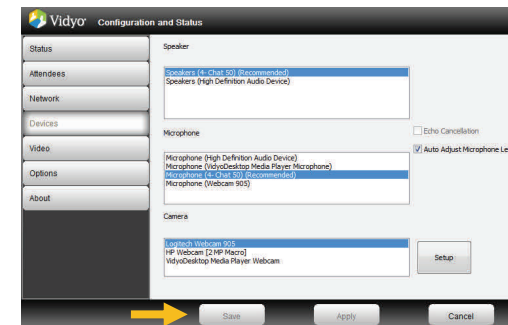 Vidyo Configuration and Status
Status
Attendees
Network
Devices
Video
Options
About
Speaker
Speakers (4- Chat 50) (Recommended)
Speakers (High Definition Audio Device)
Microphone
Echo Cancellation
Auto Adjust Microphone Le
Microphone (High Definition Audio Device)
Microphone (VidyoDesktop Media Player Microphone)
Microphone (4- Chat 50) (Recommended)
Microphone (Webcam 905)
Camera
Logitech Webcam 905
HP Webcam [2 MP Macro]
VidyoDesktop Media Player Webcam
Setup
Save
Apply
Cancel